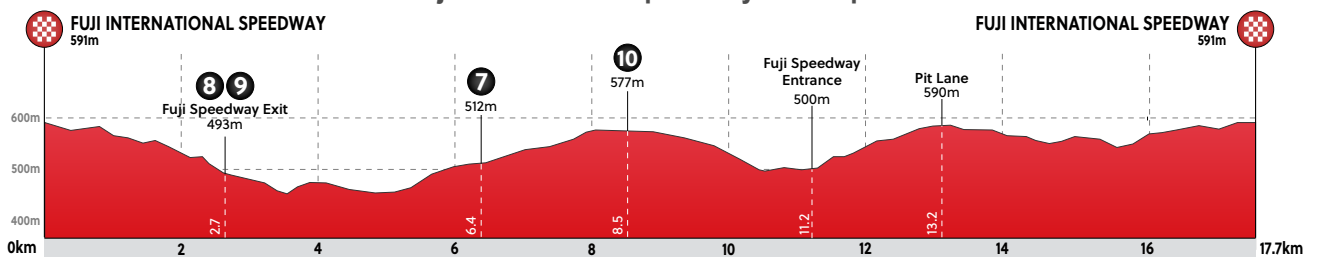 FUJI INTERNATIONAL SPEEDWAY
591m
FUJI INTERNATIONAL SPEEDWAY
591m
8 9
Fuji Speedway Exit
493m
7
512m
10
577m
Fuji Speedway
Entrance
500m
Pit Lane
590m
600m
500m
400m
2.7
6.4
8.5
11.2
13.2
0km
2
4
6
8
10
12
14
16
17.7km